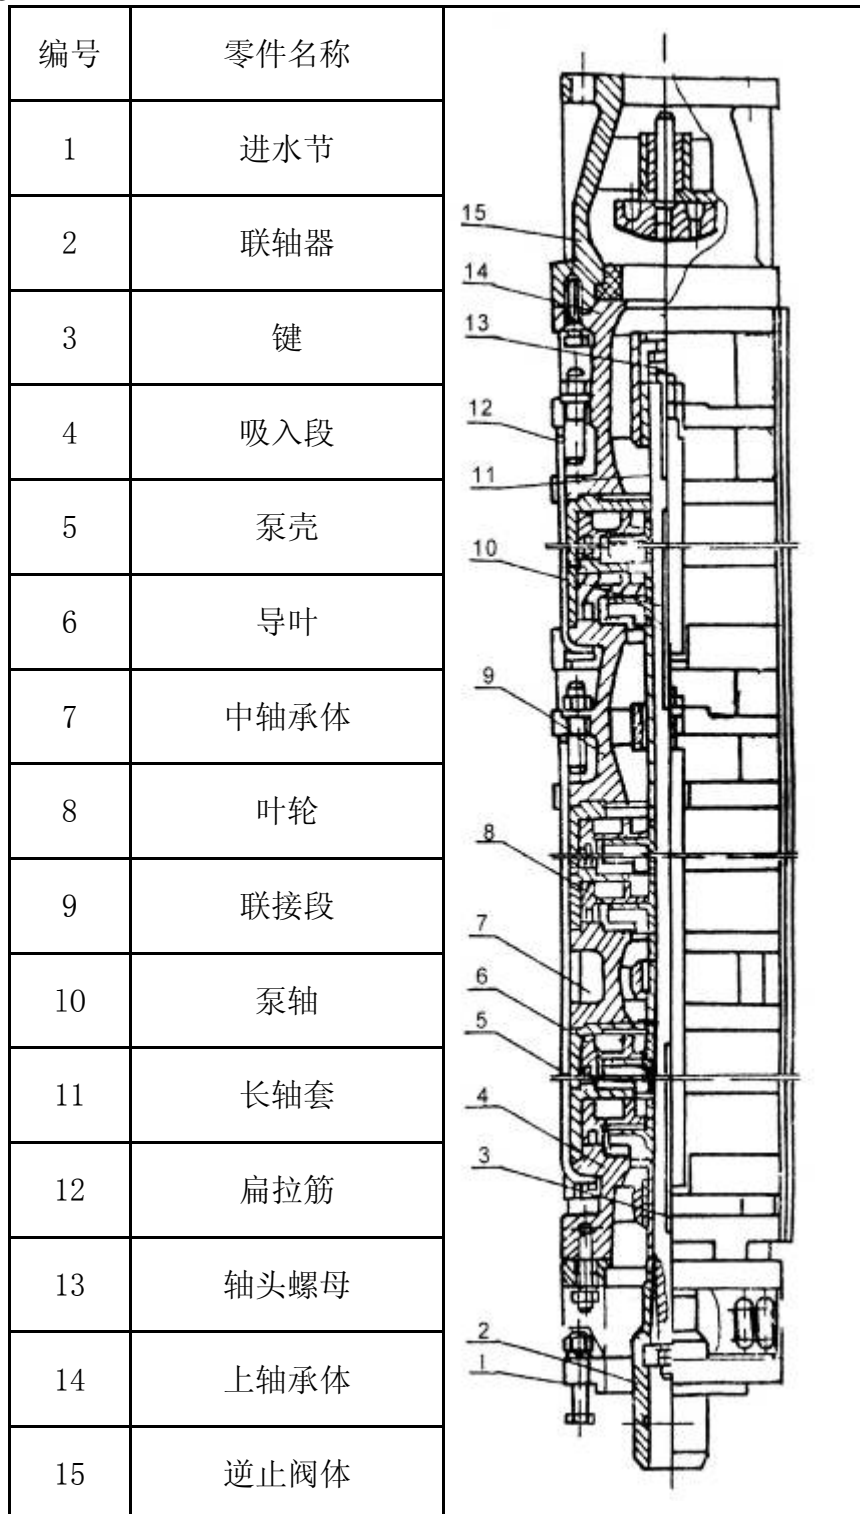 编号 零件名称
1 进水节
2 联轴器
3 键
4 吸入段
5 泵壳
6 导叶
7 中轴承体
8 叶轮
9 联接段
10 泵轴
11 长轴套
12 扁拉筋
13 轴头螺母
14 上轴承体
15 逆止阀体
15
14
13
12
11
10
9
8
7
6
5
4
3
2
1